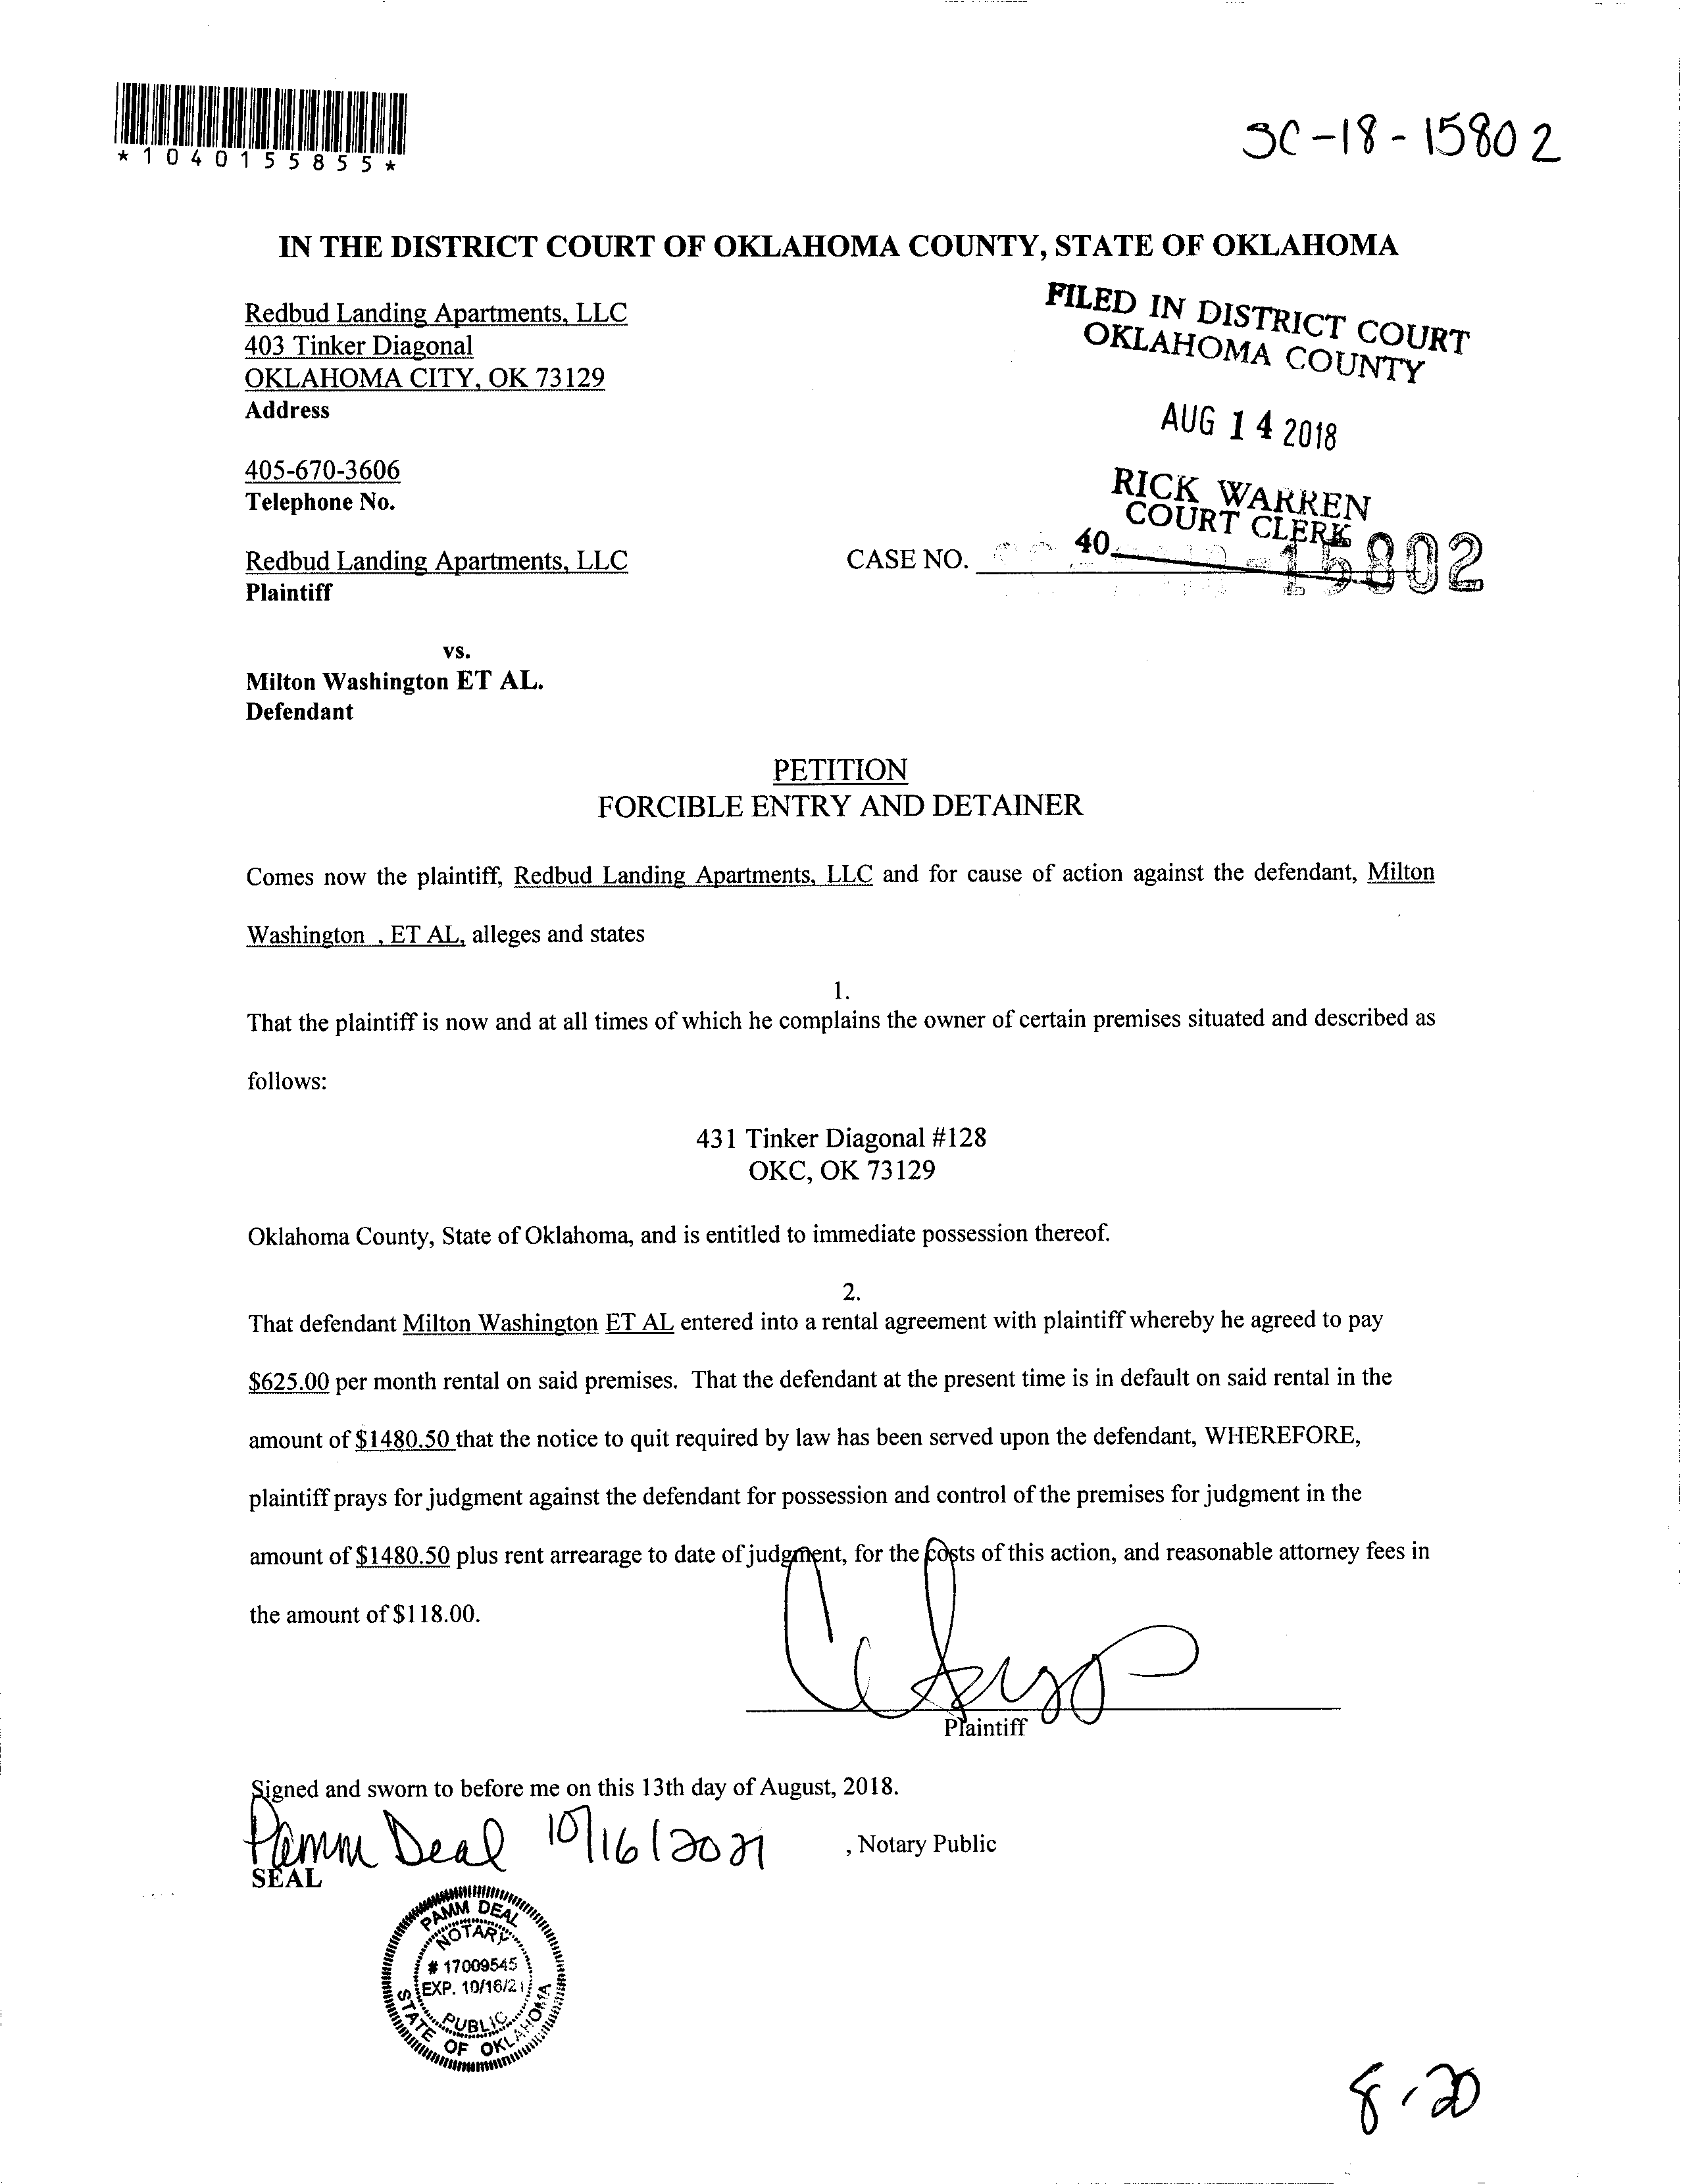 *1040155855*
SC-18-15802
IN THE DISTRICT COURT OF OKLAHOMA COUNTY, STATE OF OKLAHOMA
Redbud Landing Apartments, LLC
403 Tinker Diagonal
OKLAHOMA CITY, OK 73129
Address
FILED IN DISTRICT COURT
OKLAHOMA COUNTY
AUG 14 2018
RICK WARREN
COURT CLERK
40
405-670-3606
Telephone No.
Redbud Landing Apartments, LLC
Plaintiff
CASE NO. 15802
vs.
Milton Washington ET AL.
Defendant
PETITION
FORCIBLE ENTRY AND DETAINER
Comes now the plaintiff, Redbud Landing Apartments, LLC and for cause of action against the defendant, Milton
Washington , ET AL, alleges and states
1.
That the plaintiff is now and at all times of which he complains the owner of certain premises situated and described as
follows:
431 Tinker Diagonal #128
OKC, OK 73129
Oklahoma County, State of Oklahoma, and is entitled to immediate possession thereof.
2.
That defendant Milton Washington ET AL entered into a rental agreement with plaintiff whereby he agreed to pay
$625.00 per month rental on said premises. That the defendant at the present time is in default on said rental in the
amount of $1480.50 that the notice to quit required by law has been served upon the defendant, WHEREFORE,
plaintiff prays for judgment against the defendant for possession and control of the premises for judgment in the
amount of $1480.50 plus rent arrearage to date of judgment, for the costs of this action, and reasonable attorney fees in
the amount of $118.00.
Plaintiff
Signed and sworn to before me on this 13th day of August, 2018.
Pamm Deal 10/16/2021 , Notary Public
SEAL
PAMM DEAL
NOTARY
# 17009545
EXP. 10/16/21
PUBLIC
STATE OF OKLAHOMA
8-20